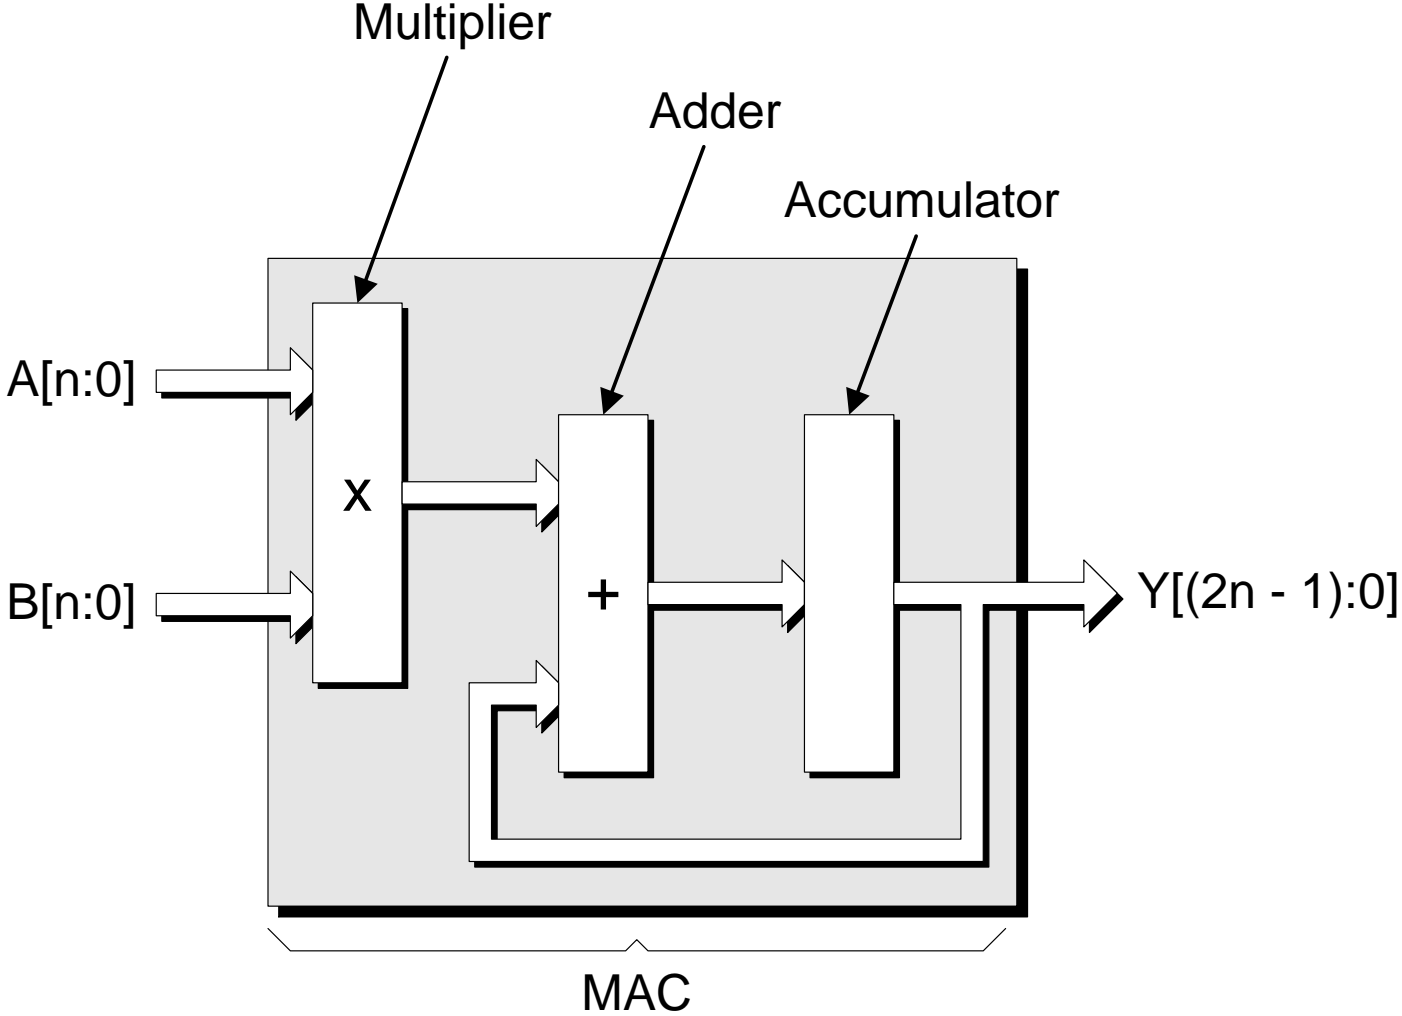 Multiplier
Adder
Accumulator
A[n:0]
x
B[n:0]
+
Y[(2n - 1):0]
MAC